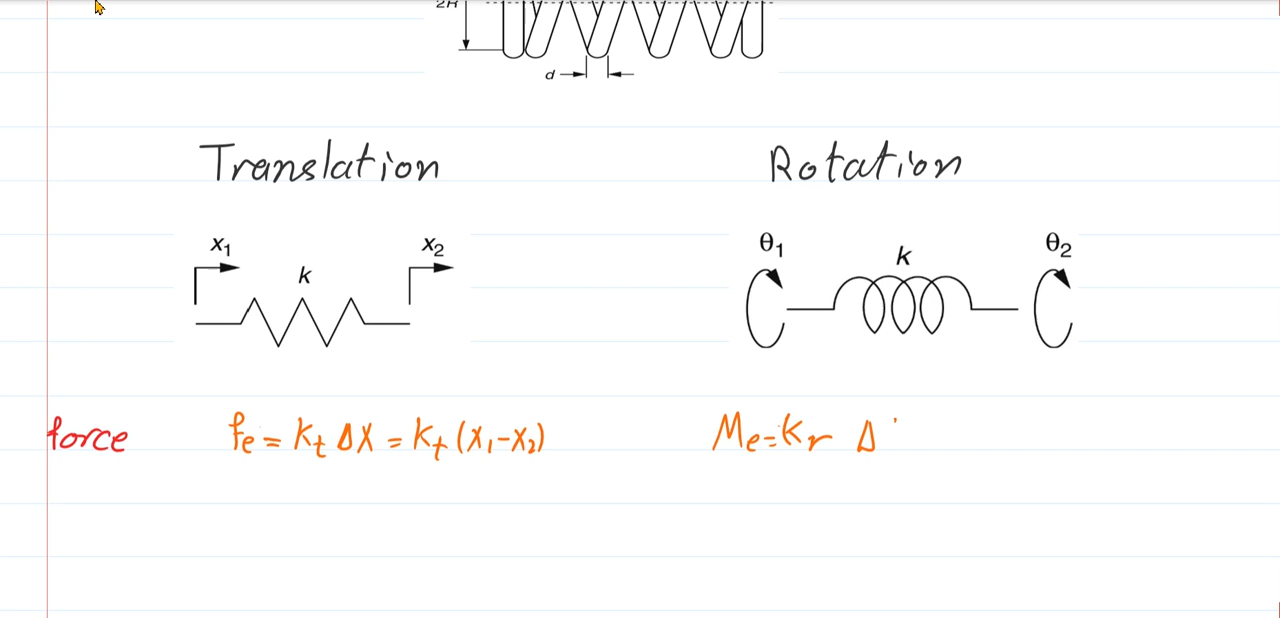 2R
d
Translation Rotation
x1 x2 θ1 θ2
k k
force fe = Kt Δx = Kt (x1-x2) Me=Kr Δ